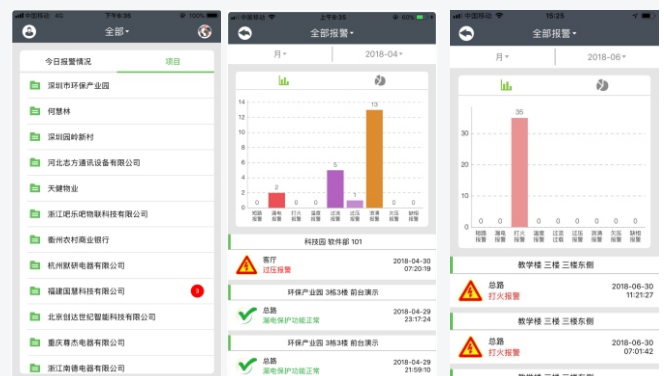 中国移动 4G 下午6:35 100%
全部
今日报警情况 项目
深圳市环保产业园
何慧林
深圳园岭新村
河北志方通讯设备有限公司
天健物业
浙江吧乐吧物联科技有限公司
衢州农村商业银行
杭州默研电器有限公司
福建国慧科技有限公司 3
北京创达世纪智能科技有限公司
重庆尊杰电器有限公司
浙江南德电器有限公司
中国移动 上午6:35 60%
全部报警
月 2018-04
14
12
10
8
6
4
2
0
0 2 0 0 5 1 13 0 0
短路报警 漏电报警 打火报警 温度报警 过流报警 过压报警 浪涌报警 欠压报警 缺相报警
科技园 软件部 101
客厅 2018-04-30
过压报警 07:20:19
环保产业园 3栋3楼 前台演示
总路 2018-04-29
漏电保护功能正常 23:17:24
环保产业园 3栋3楼 前台演示
总路 2018-04-29
漏电保护功能正常 21:59:10
中国移动 15:25
全部报警
月 2018-06
30
20
10
0
0 0 35 0 0 0 0 0 0
短路报警 漏电报警 打火报警 温度报警 过流报警 过压报警 浪涌报警 欠压报警 缺相报警
教学楼 三楼 三楼东侧
总路 2018-06-30
打火报警 11:21:27
教学楼 三楼 三楼东侧
总路 2018-06-30
打火报警 07:01:42